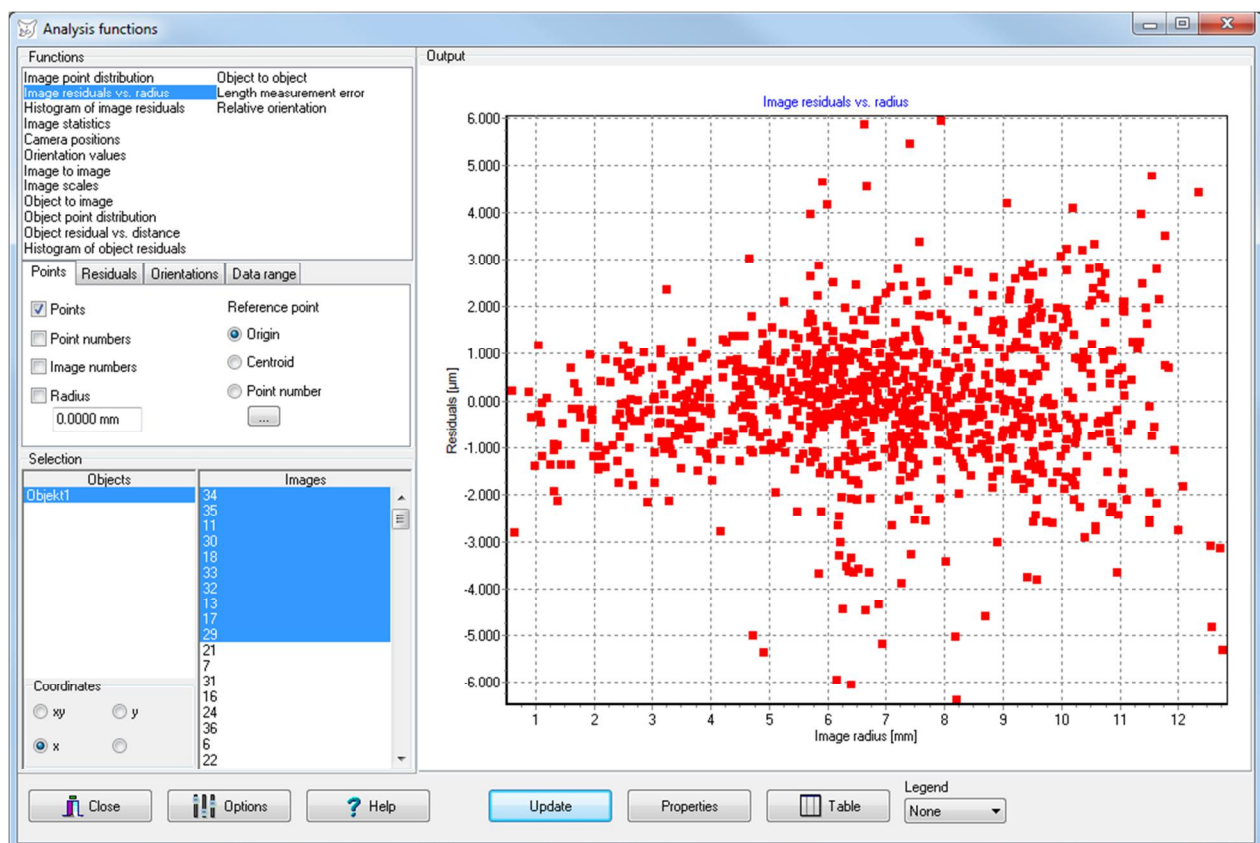 Analysis functions
Functions
Image point distribution
Image residuals vs. radius
Histogram of image residuals
Image statistics
Camera positions
Orientation values
Image to image
Image scales
Object to image
Object point distribution
Object residual vs. distance
Histogram of object residuals
Object to object
Length measurement error
Relative orientation
Points Residuals Orientations Data range
Points
Point numbers
Image numbers
Radius
0.0000 mm
Reference point
Origin
Centroid
Point number
...
Selection
Objects
Objekt1
Images
34
35
11
30
18
33
32
13
17
29
21
7
31
16
24
36
6
22
Coordinates
xy y
x
Output
Image residuals vs. radius
Residuals [µm]
6.000
5.000
4.000
3.000
2.000
1.000
0.000
-1.000
-2.000
-3.000
-4.000
-5.000
-6.000
1 2 3 4 5 6 7 8 9 10 11 12
Image radius [mm]
Close Options Help Update Properties Table
Legend
None